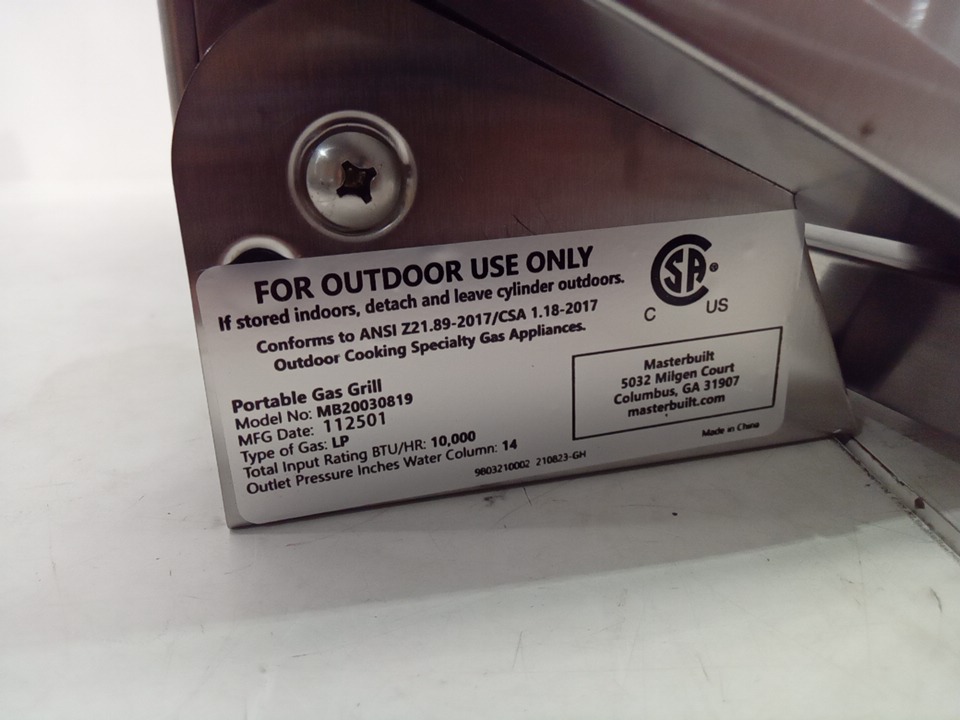 FOR OUTDOOR USE ONLY
If stored indoors, detach and leave cylinder outdoors.
Conforms to ANSI Z21.89-2017/CSA 1.18-2017
Outdoor Cooking Specialty Gas Appliances.
CSA®
C US
Portable Gas Grill
Model No: MB20030819
MFG Date: 112501
Type of Gas: LP
Total Input Rating BTU/HR: 10,000
Outlet Pressure Inches Water Column: 14
Masterbuilt
5032 Milgen Court
Columbus, GA 31907
masterbuilt.com
9803210002 210823-GH
Made in China